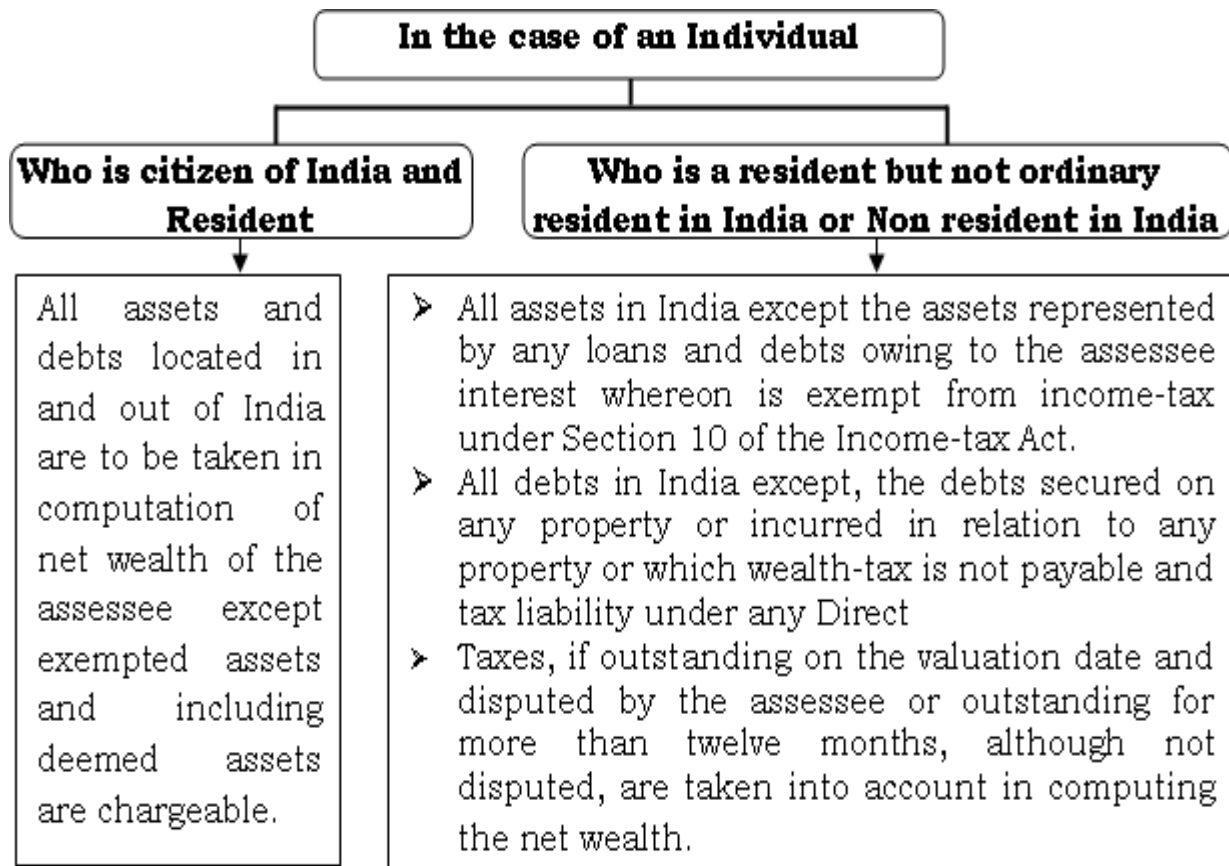 In the case of an Individual
Who is citizen of India and
Resident
Who is a resident but not ordinary
resident in India or Non resident in India
All assets and
debts located in
and out of India
are to be taken in
computation of
net wealth of the
assessee except
exempted assets
and including
deemed assets
are chargeable.
➤ All assets in India except the assets represented
by any loans and debts owing to the assessee
interest whereon is exempt from income-tax
under Section 10 of the Income-tax Act.
➤ All debts in India except, the debts secured on
any property or incurred in relation to any
property or which wealth-tax is not payable and
tax liability under any Direct
➤ Taxes, if outstanding on the valuation date and
disputed by the assessee or outstanding for
more than twelve months, although not
disputed, are taken into account in computing
the net wealth.